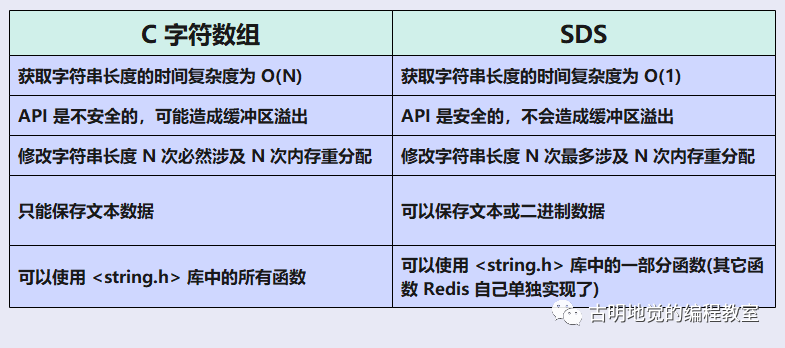 C 字符数组
SDS
获取字符串长度的时间复杂度为 O(N)
获取字符串长度的时间复杂度为 O(1)
API 是不安全的，可能造成缓冲区溢出
API 是安全的，不会造成缓冲区溢出
修改字符串长度 N 次必然涉及 N 次内存重分配
修改字符串长度 N 次最多涉及 N 次内存重分配
只能保存文本数据
可以保存文本或二进制数据
可以使用 <string.h> 库中的所有函数
可以使用 <string.h> 库中的一部分函数(其它函
数 Redis 自己单独实现了)
古明地觉的编程教室